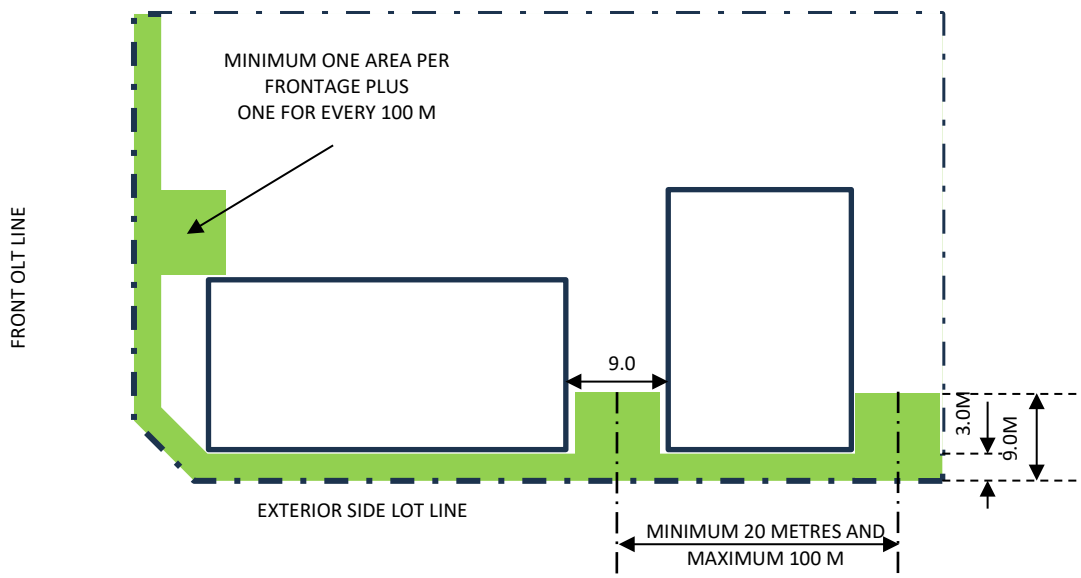 MINIMUM ONE AREA PER
FRONTAGE PLUS
ONE FOR EVERY 100 M
FRONT OLT LINE
9.0
3.0M
9.0M
EXTERIOR SIDE LOT LINE
MINIMUM 20 METRES AND
MAXIMUM 100 M